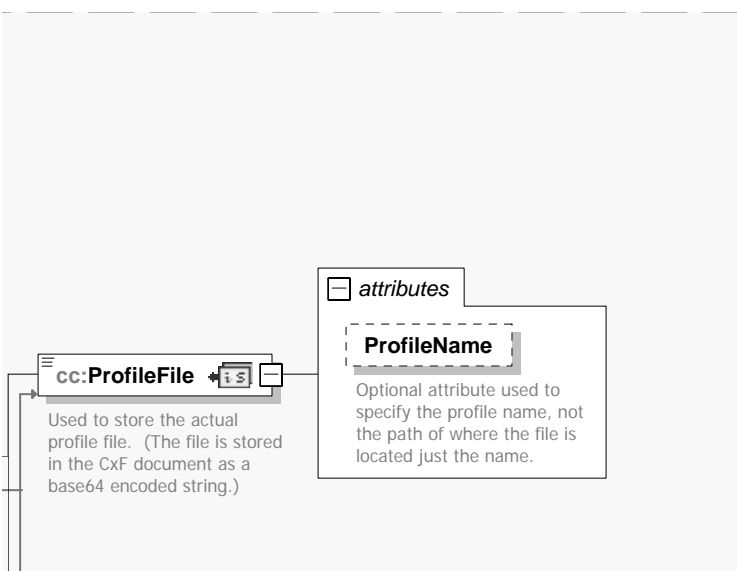 attributes
ProfileName
Optional attribute used to
specify the profile name, not
the path of where the file is
located just the name.
cc:ProfileFile
Used to store the actual
profile file.  (The file is stored
in the CxF document as a
base64 encoded string.)